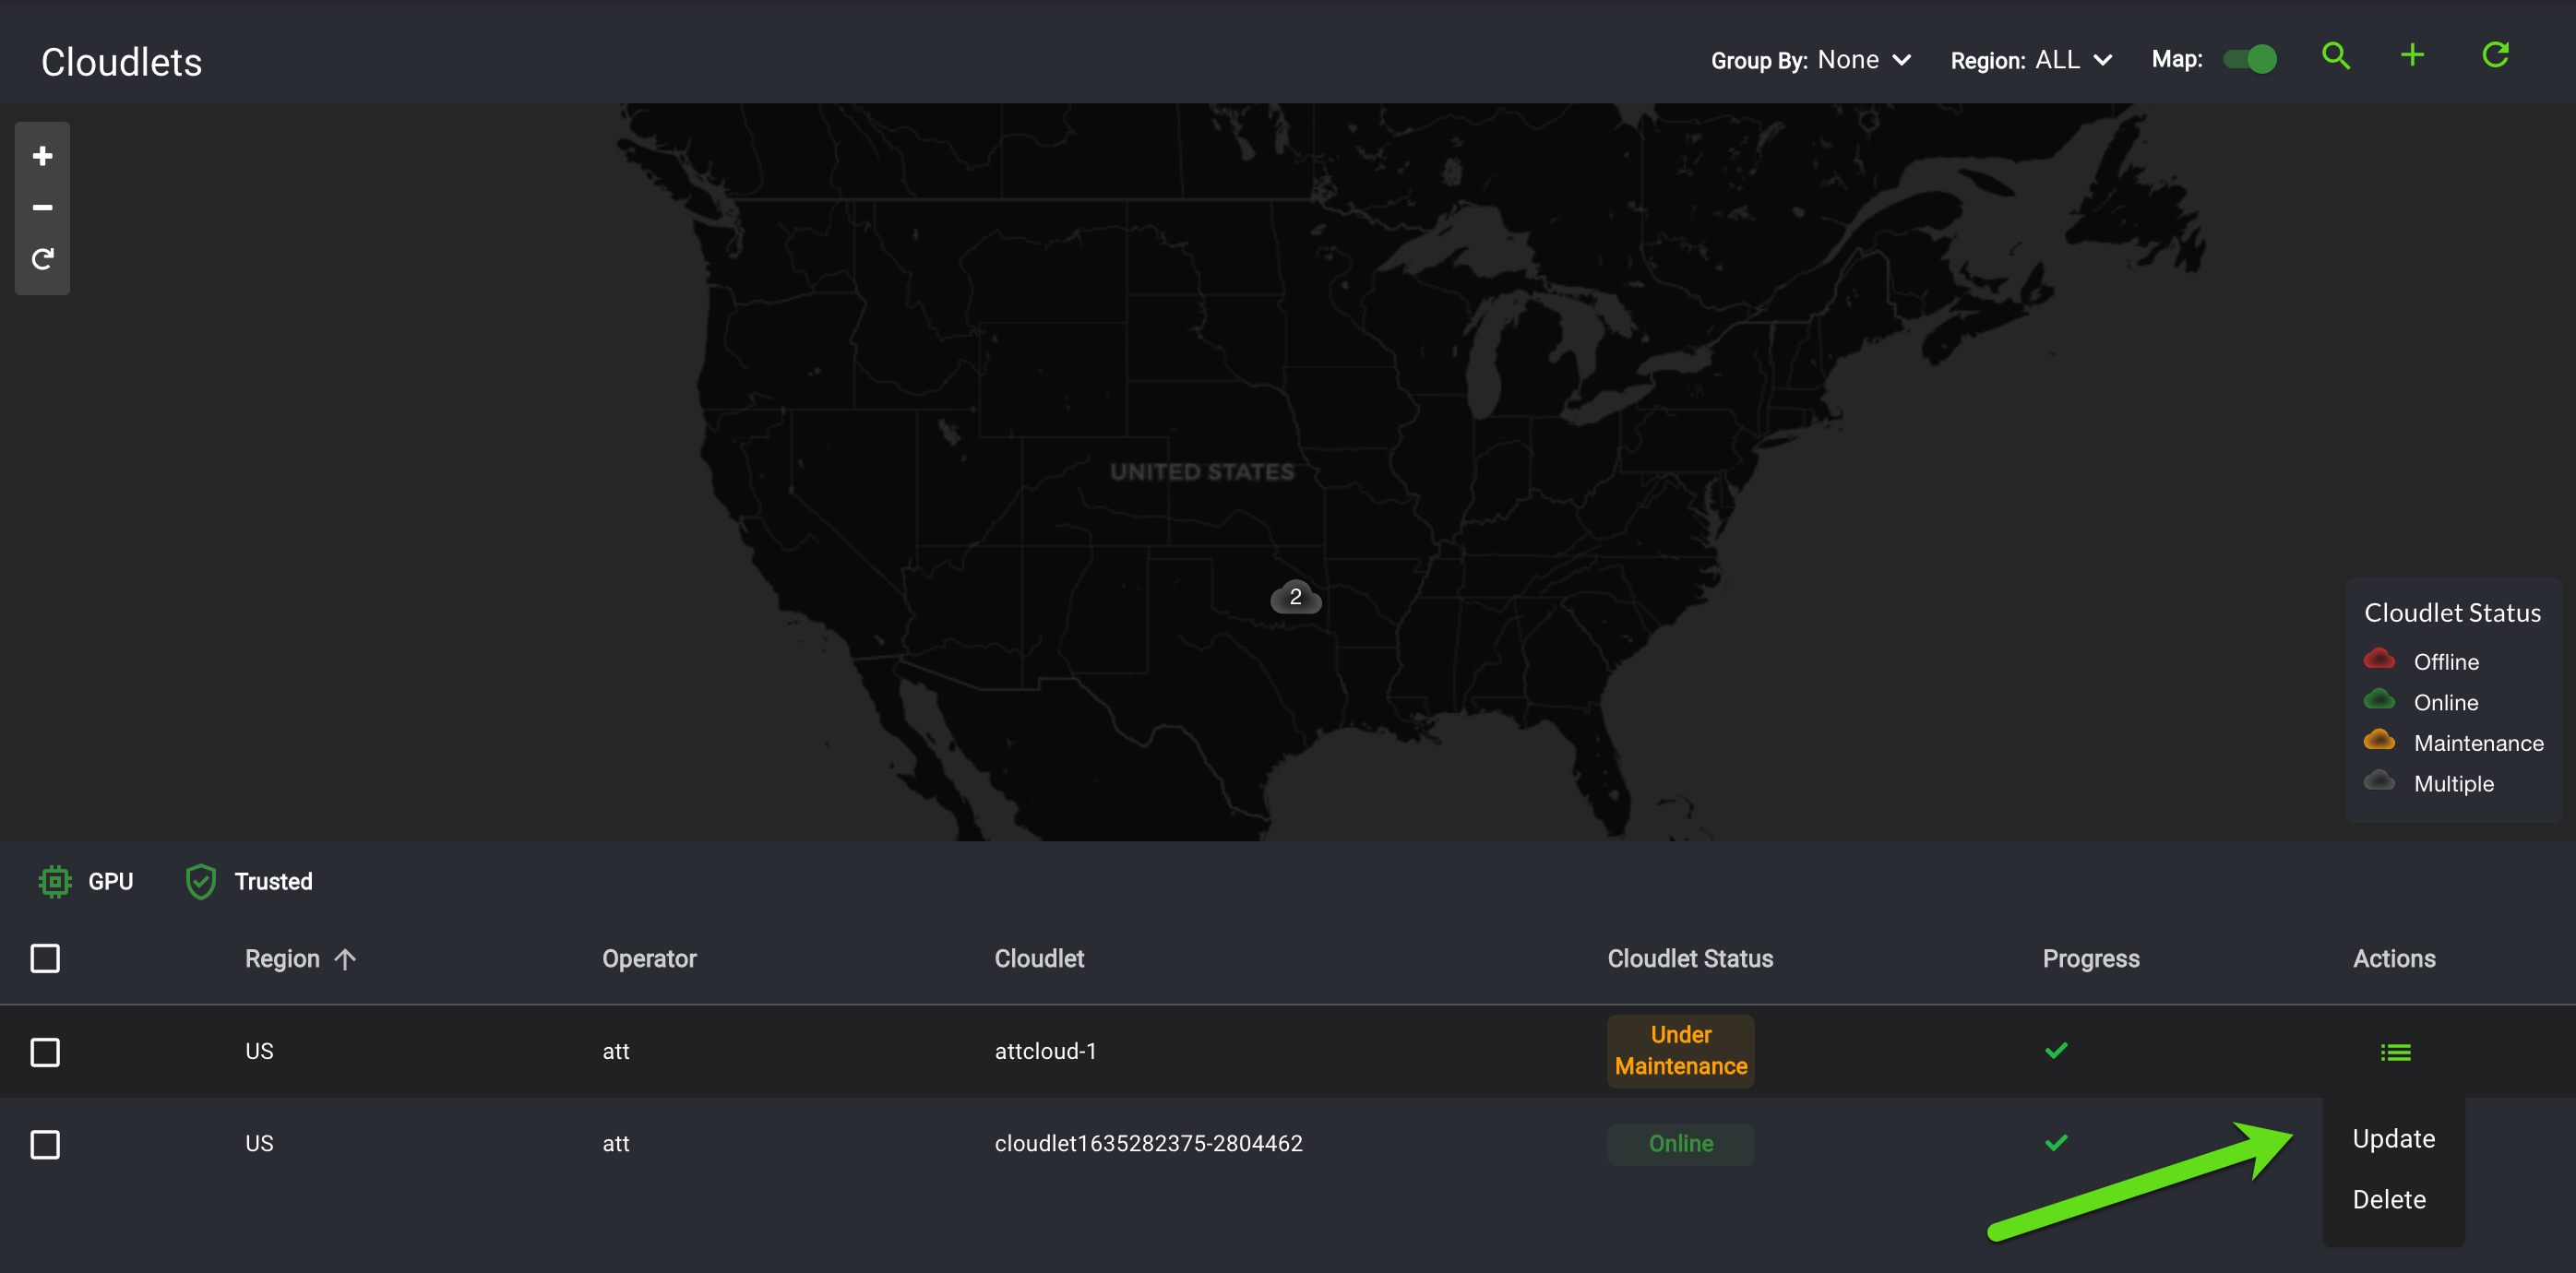 Cloudlets
Group By: None
Region: ALL
Map:
UNITED STATES
2
Cloudlet Status
Offline
Online
Maintenance
Multiple
GPU
Trusted
Region Operator Cloudlet Cloudlet Status Progress Actions
US att attcloud-1 Under
Maintenance
US att cloudlet1635282375-2804462 Online
Update
Delete